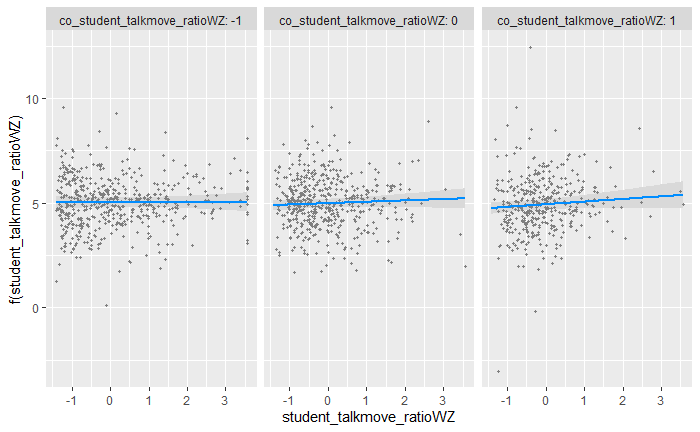 co_student_talkmove_ratioWZ: -1
co_student_talkmove_ratioWZ: 0
co_student_talkmove_ratioWZ: 1
f(student_talkmove_ratioWZ)
10
5
0
-1 0 1 2 3
-1 0 1 2 3
-1 0 1 2 3
student_talkmove_ratioWZ